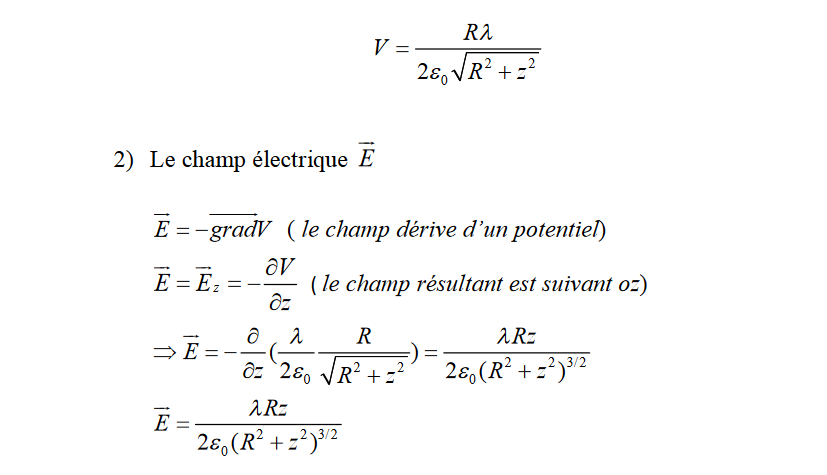 V = Rλ / (2ε₀√(R² + z²))
2) Le champ électrique E⃗
E⃗ = −grad⃗V ( le champ dérive d’un potentiel)
E⃗ = E⃗z = −∂V/∂z ( le champ résultant est suivant oz)
⇒ E⃗ = −∂/∂z (λ/2ε₀ R/√(R² + z²)) = λRz / (2ε₀(R² + z²)^3/2)
E⃗ = λRz / (2ε₀(R² + z²)^3/2)